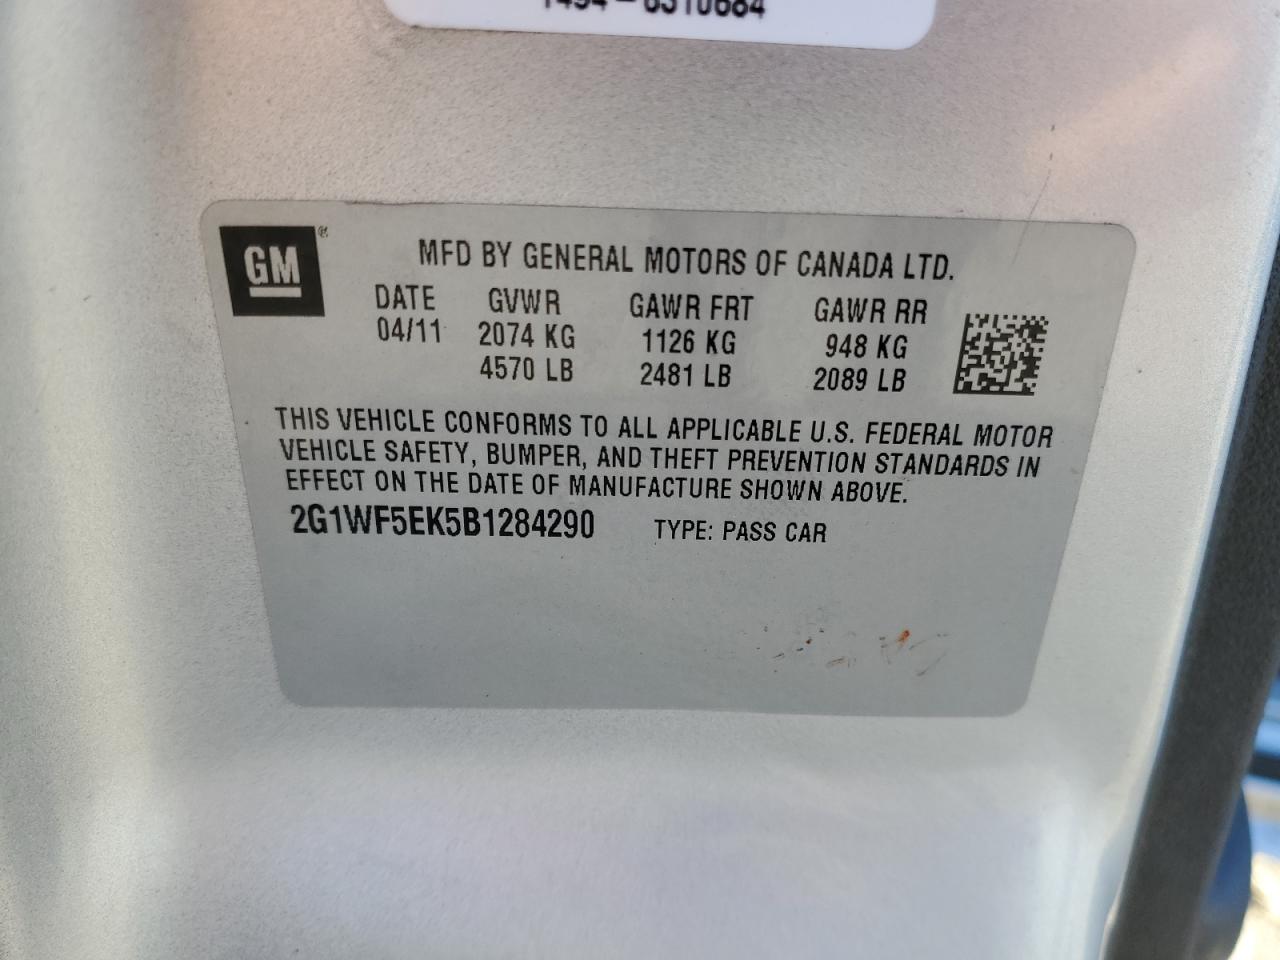 1494-6310684
GM®
MFD BY GENERAL MOTORS OF CANADA LTD.
DATE GVWR GAWR FRT GAWR RR
04/11 2074 KG 1126 KG 948 KG
4570 LB 2481 LB 2089 LB
THIS VEHICLE CONFORMS TO ALL APPLICABLE U.S. FEDERAL MOTOR
VEHICLE SAFETY, BUMPER, AND THEFT PREVENTION STANDARDS IN
EFFECT ON THE DATE OF MANUFACTURE SHOWN ABOVE.
2G1WF5EK5B1284290 TYPE: PASS CAR